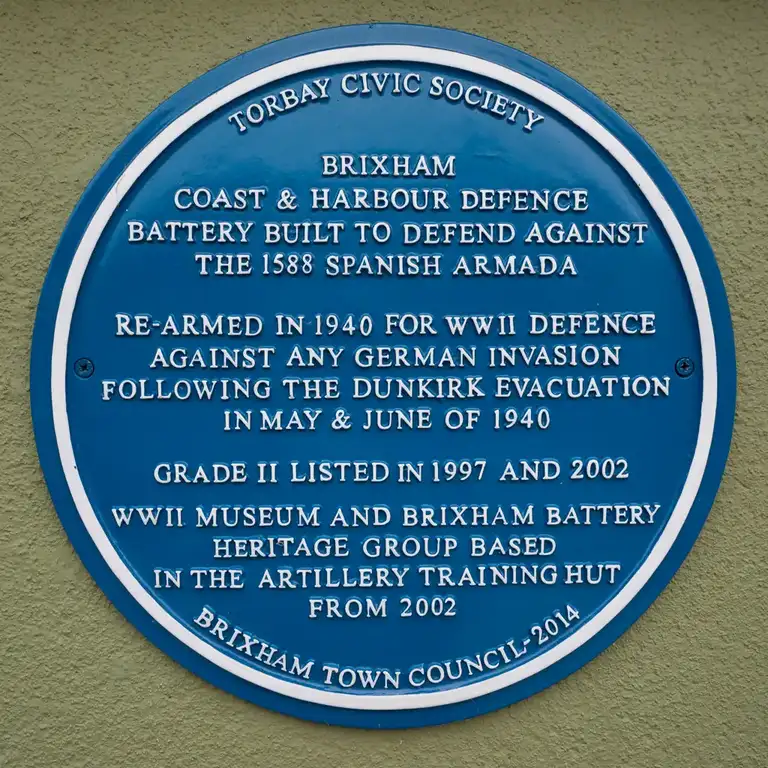 TORBAY CIVIC SOCIETY
BRIXHAM
COAST & HARBOUR DEFENCE
BATTERY BUILT TO DEFEND AGAINST
THE 1588 SPANISH ARMADA
RE-ARMED IN 1940 FOR WWII DEFENCE
AGAINST ANY GERMAN INVASION
FOLLOWING THE DUNKIRK EVACUATION
IN MAY & JUNE OF 1940
GRADE II LISTED IN 1997 AND 2002
WWII MUSEUM AND BRIXHAM BATTERY
HERITAGE GROUP BASED
IN THE ARTILLERY TRAINING HUT
FROM 2002
BRIXHAM TOWN COUNCIL-2014